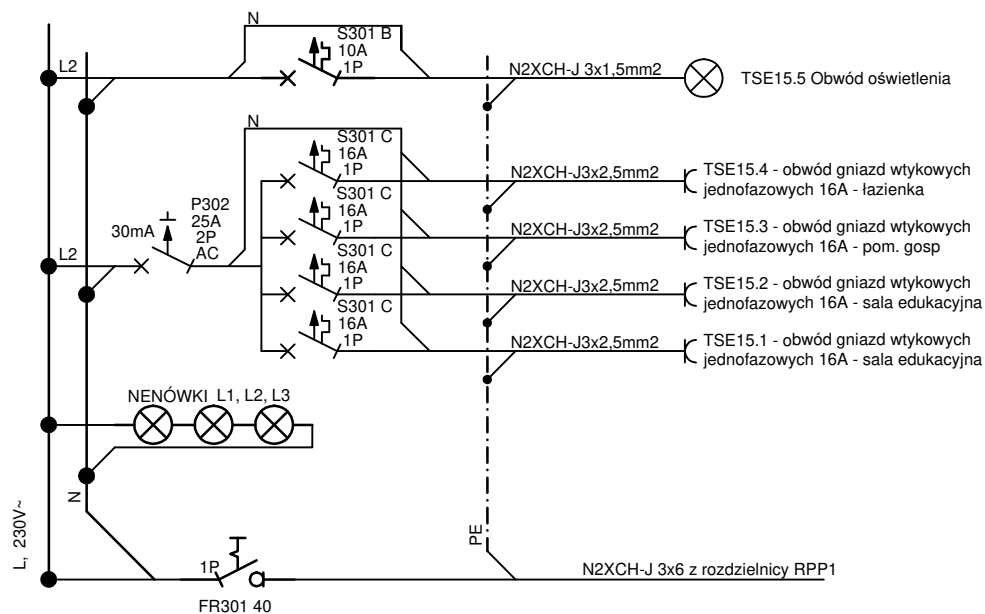 N
S301 B
10A
1P
L2
N2XCH-J 3x1,5mm2
TSE15.5 Obwód oświetlenia
N
S301 C
16A
1P
N2XCH-J3x2,5mm2
TSE15.4 - obwód gniazd wtykowych
jednofazowych 16A - łazienka
S301 C
16A
1P
N2XCH-J3x2,5mm2
TSE15.3 - obwód gniazd wtykowych
jednofazowych 16A - pom. gosp
P302
25A
2P
AC
30mA
L2
S301 C
16A
1P
N2XCH-J3x2,5mm2
TSE15.2 - obwód gniazd wtykowych
jednofazowych 16A - sala edukacyjna
S301 C
16A
1P
N2XCH-J3x2,5mm2
TSE15.1 - obwód gniazd wtykowych
jednofazowych 16A - sala edukacyjna
NENÓWKI L1, L2, L3
N
L, 230V~
PE
1P
FR301 40
N2XCH-J 3x6 z rozdzielnicy RPP1